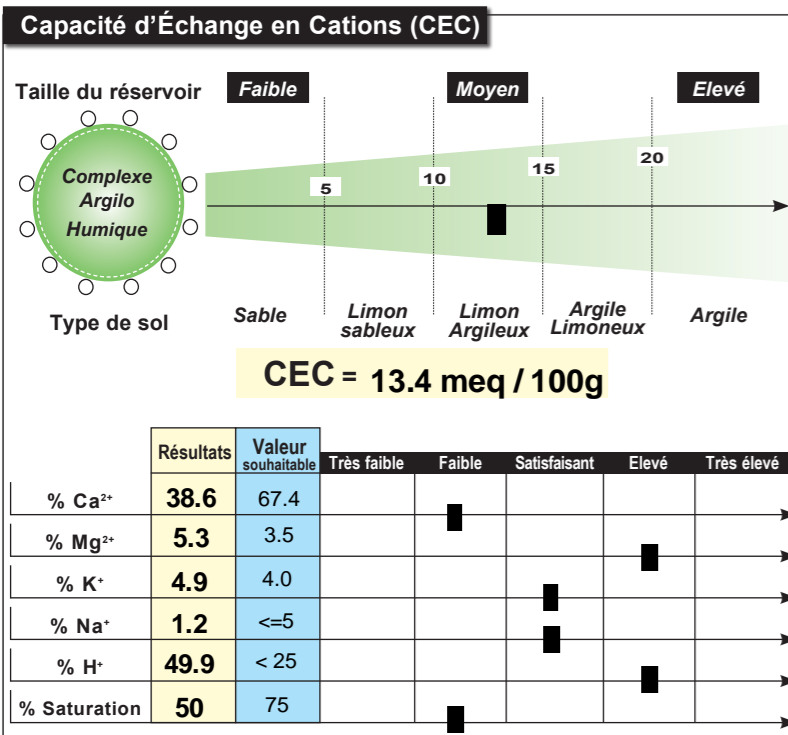 Capacité d’Échange en Cations (CEC)
Taille du réservoir
Faible Moyen Elevé
Complexe
Argilo
Humique
5 10 15 20
Type de sol
Sable Limon sableux Limon Argileux Argile Limoneux Argile
CEC = 13.4 meq / 100g
Résultats Valeur souhaitable Très faible Faible Satisfaisant Elevé Très élevé
% Ca²⁺ 38.6 67.4
% Mg²⁺ 5.3 3.5
% K⁺ 4.9 4.0
% Na⁺ 1.2 <=5
% H⁺ 49.9 < 25
% Saturation 50 75